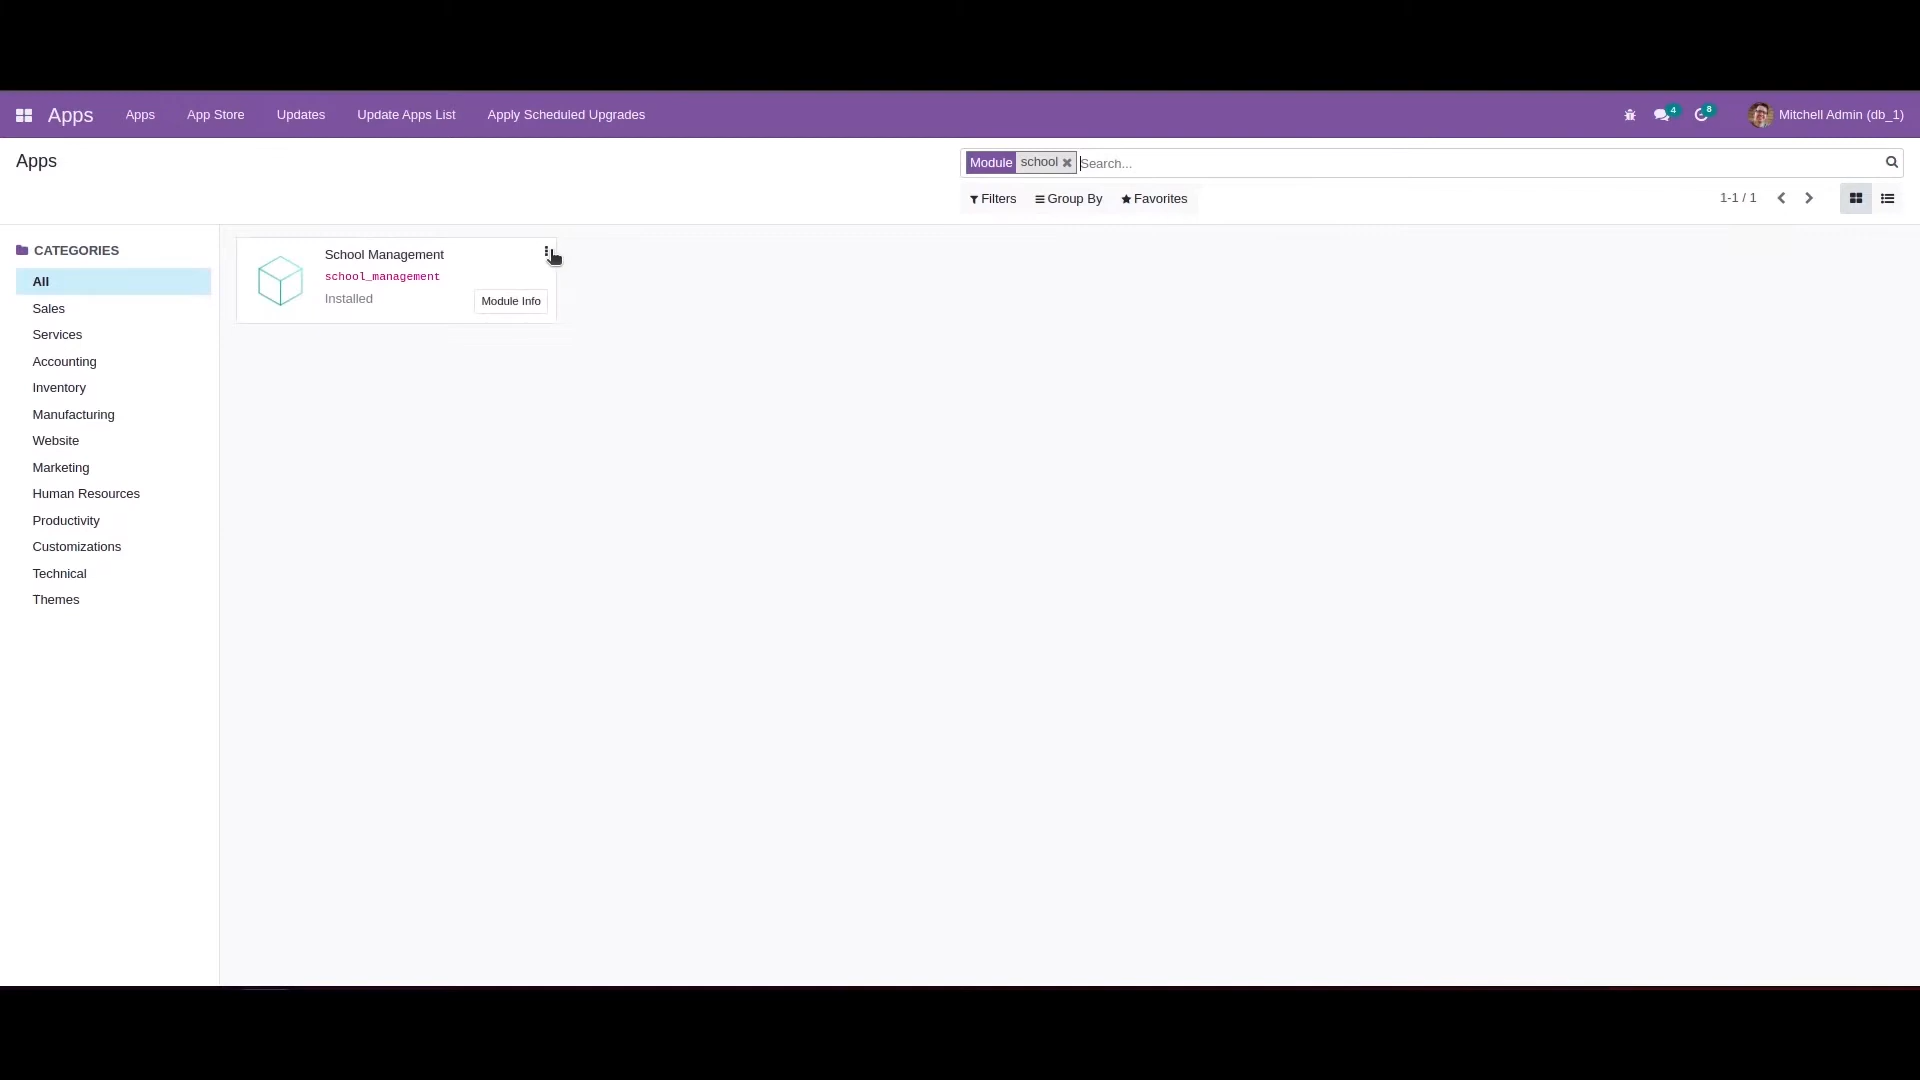 Apps Apps App Store Updates Update Apps List Apply Scheduled Upgrades 4 8 Mitchell Admin (db_1)
Apps
Module school Search...
Filters Group By Favorites 1-1 / 1
CATEGORIES
All
Sales
Services
Accounting
Inventory
Manufacturing
Website
Marketing
Human Resources
Productivity
Customizations
Technical
Themes
School Management
school_management
Installed
Module Info